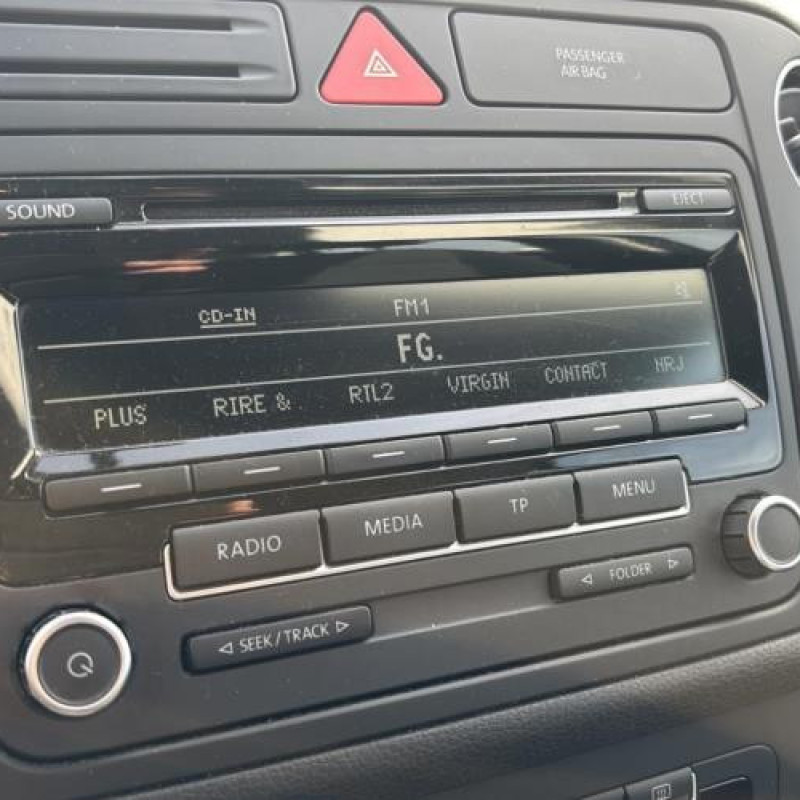 PASSENGER
AIR BAG
SOUND
EJECT
CD-IN FM1
FG.
PLUS RIRE & RTL2 VIRGIN CONTACT NRJ
RADIO MEDIA TP MENU
SEEK / TRACK
FOLDER